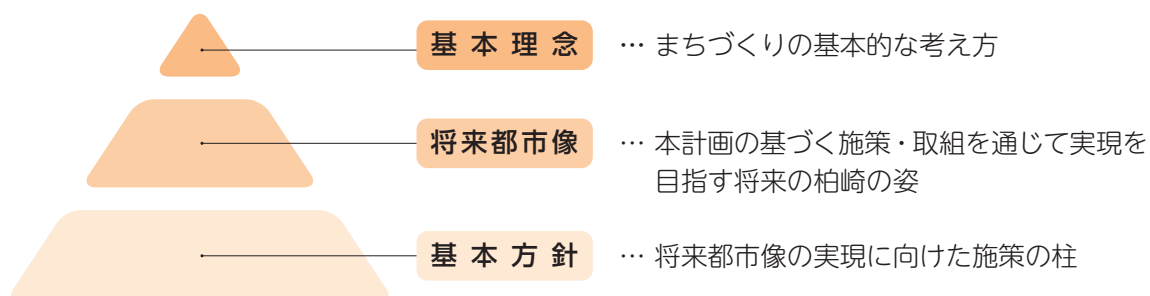 基本理念 … まちづくりの基本的な考え方
将来都市像 … 本計画の基づく施策・取組を通じて実現を
目指す将来の柏崎の姿
基本方針 … 将来都市像の実現に向けた施策の柱